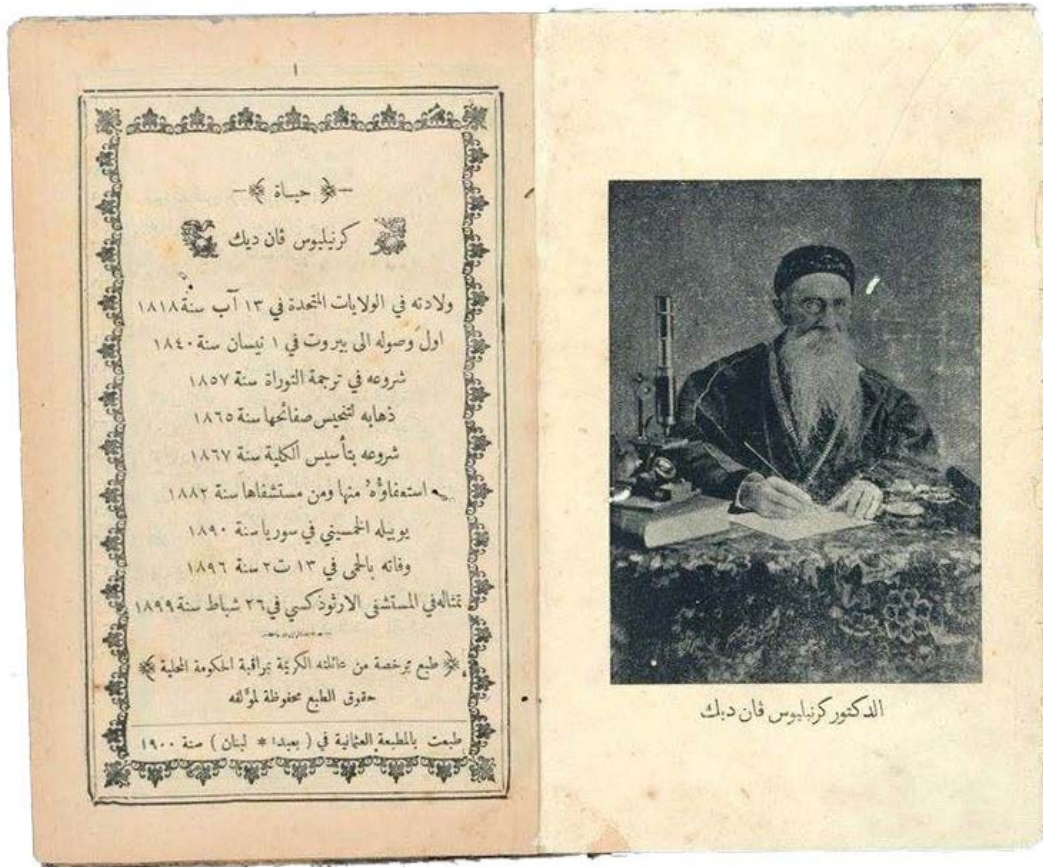 ١
حياة
كرنيليوس ڤان ديك
ولادته في الولايات المتحدة في ١٣ آب سنة ١٨١٨
اول وصوله الى بيروت في ١ نيسان سنة ١٨٤٠
شروعه في ترجمة التوراة سنة ١٨٥٧
ذهابه لتنحيس صفائحها سنة ١٨٦٥
شروعه بتأسيس الكلية سنة ١٨٦٧
استعفاؤهُ منها ومن مستشفاها سنة ١٨٨٢
يوبيله الخمسيني في سوريا سنة ١٨٩٠
وفاته بالحمى في ١٣ ت٢ سنة ١٨٩٦
تمثاله في المستشفى الارثوذكسي في ٢٦ شباط سنة ١٨٩٩
طبع برخصة من عائلته الكريمة بمراقبة الحكومة المحلية
حقوق الطبع محفوظة لمؤلفه
طبعت بالمطبعة العثمانية في ( بعبدا * لبنان ) سنة ١٩٠٠
الدكتور كرنيليوس ڤان ديك